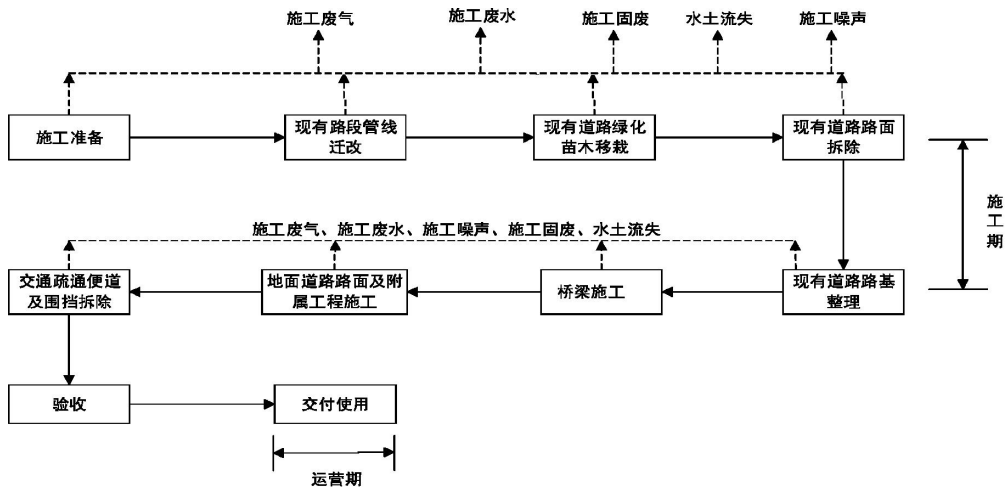 施工废气
施工废水
施工固废
水土流失
施工噪声
施工准备
现有路段管线
迁改
现有道路绿化
苗木移栽
现有道路路面
拆除
施工期
施工废气、施工废水、施工噪声、施工固废、水土流失
交通疏通便道
及围挡拆除
地面道路路面及附
属工程施工
桥梁施工
现有道路路基
整理
验收
交付使用
运营期